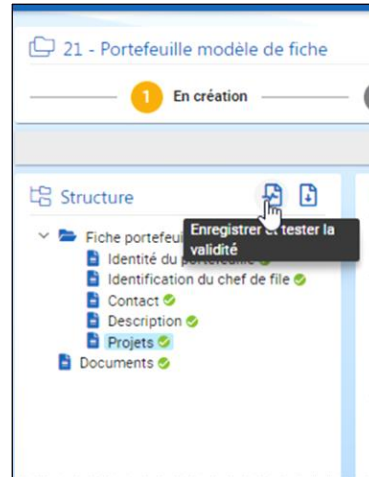 21 - Portefeuille modèle de fiche
1 En création
Structure
Enregistrer et tester la
validité
Fiche portefeui
Identité du portefeuille
Identification du chef de file
Contact
Description
Projets
Documents